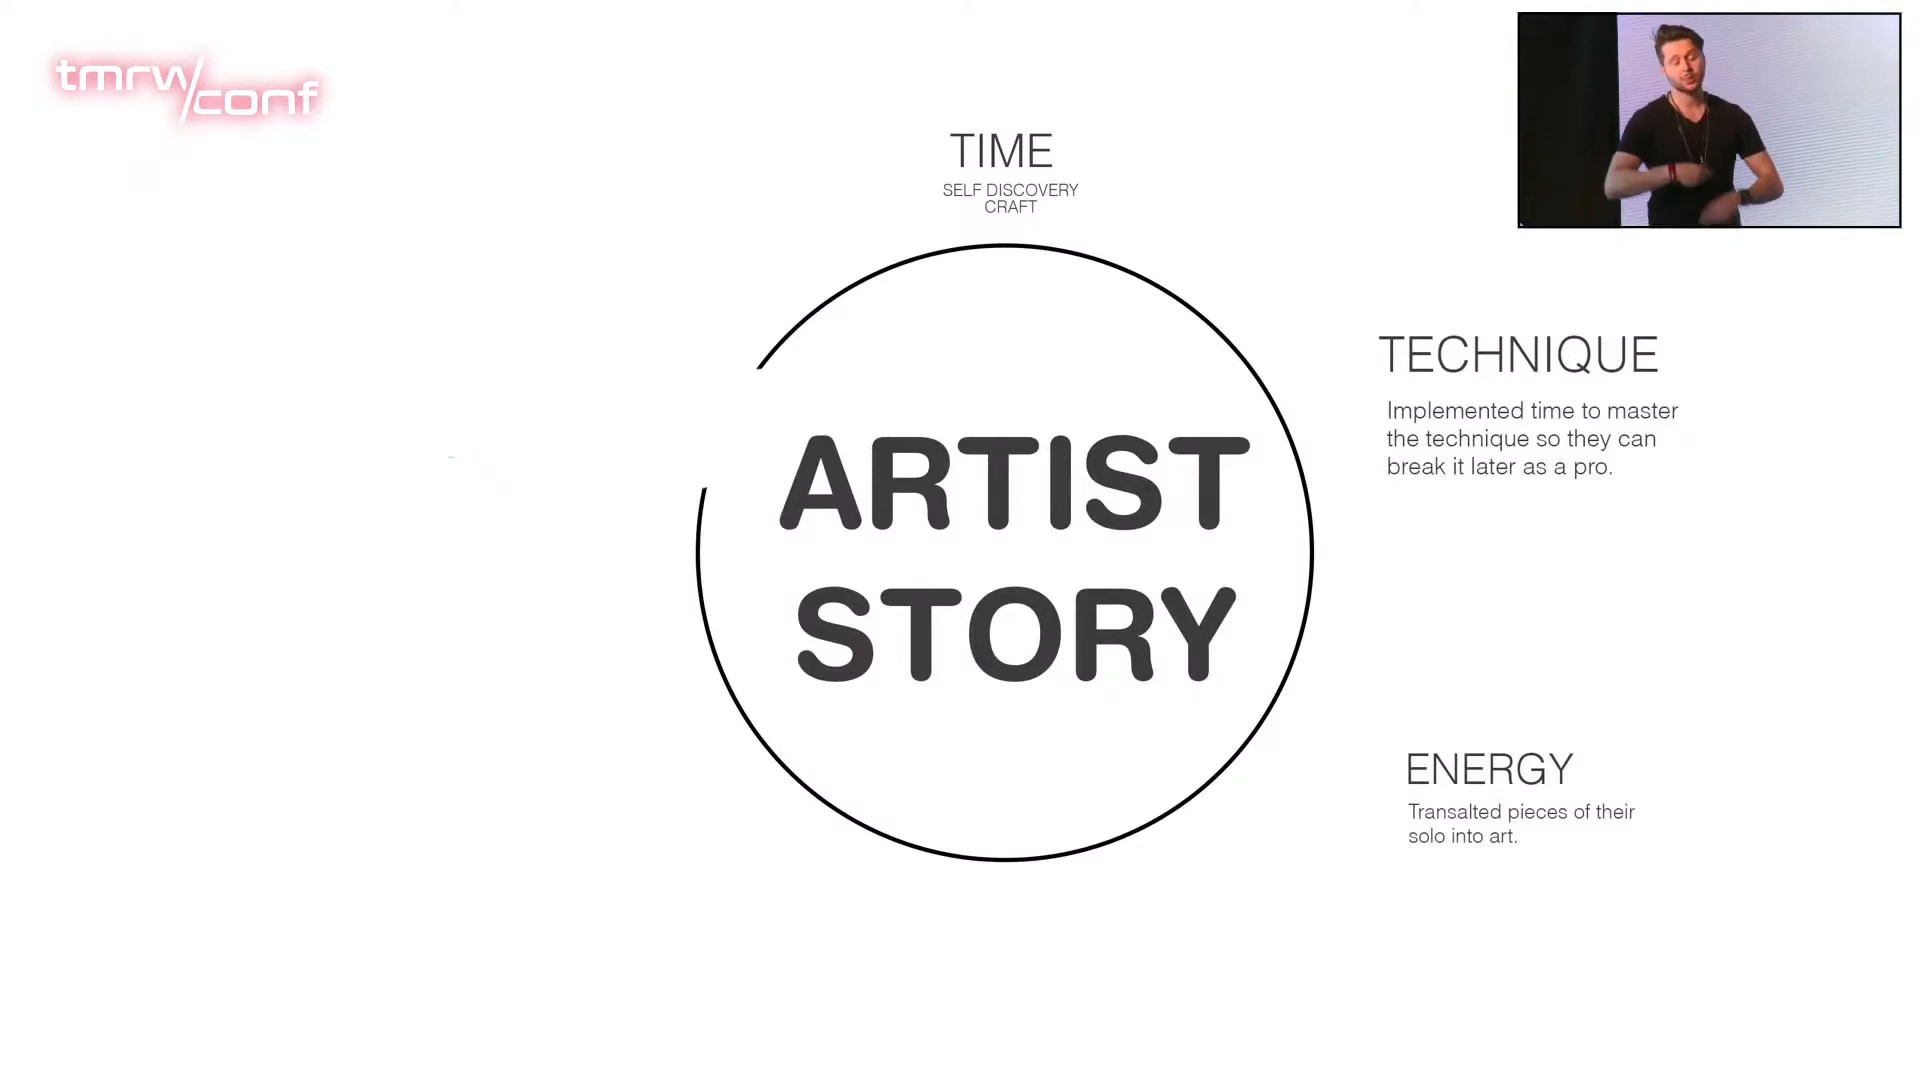 tmrw/conf
TIME
SELF DISCOVERY
CRAFT
TECHNIQUE
Implemented time to master
the technique so they can
break it later as a pro.
ARTIST
STORY
ENERGY
Transalted pieces of their
solo into art.